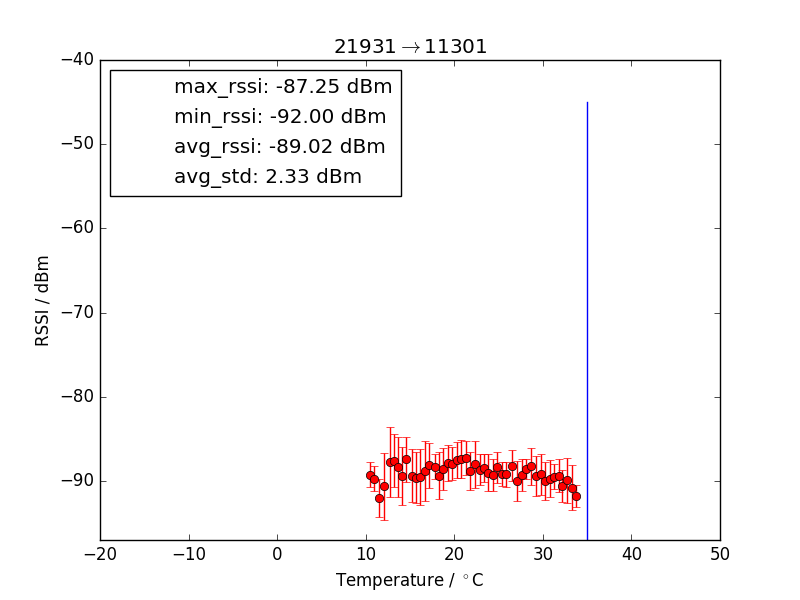 21931→11301
max_rssi: -87.25 dBm
min_rssi: -92.00 dBm
avg_rssi: -89.02 dBm
avg_std: 2.33 dBm
−40
−50
−60
−70
−80
−90
RSSI / dBm
−20 −10 0 10 20 30 40 50
Temperature / °C